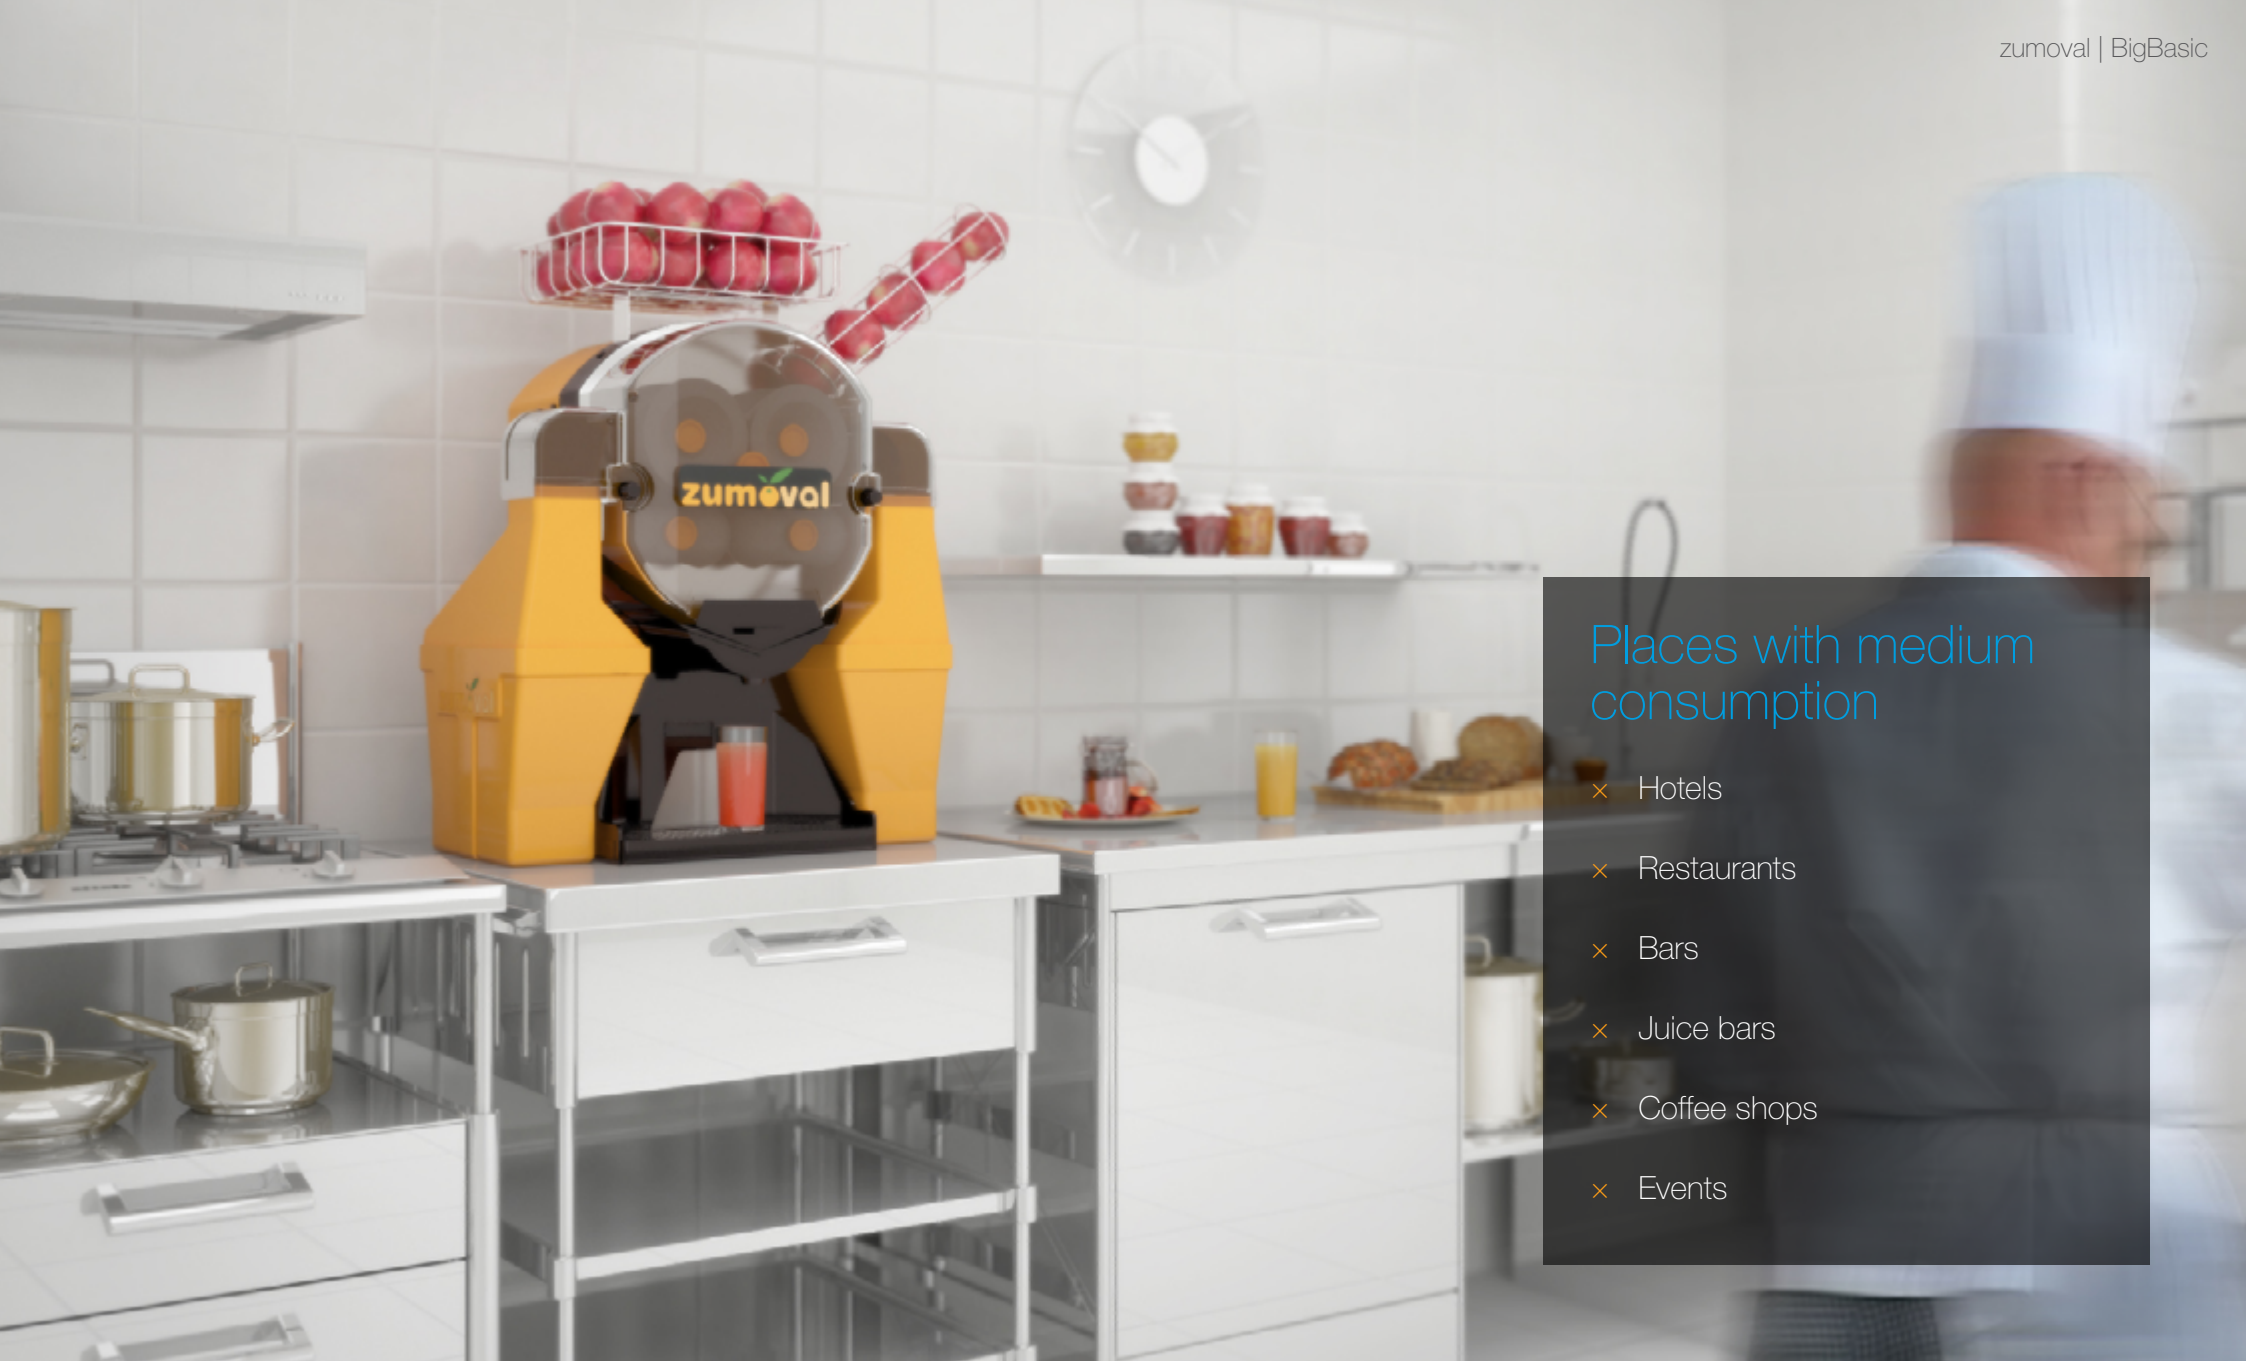 zumoval | BigBasic
zumoval
Places with medium
consumption
× Hotels
× Restaurants
× Bars
× Juice bars
× Coffee shops
× Events